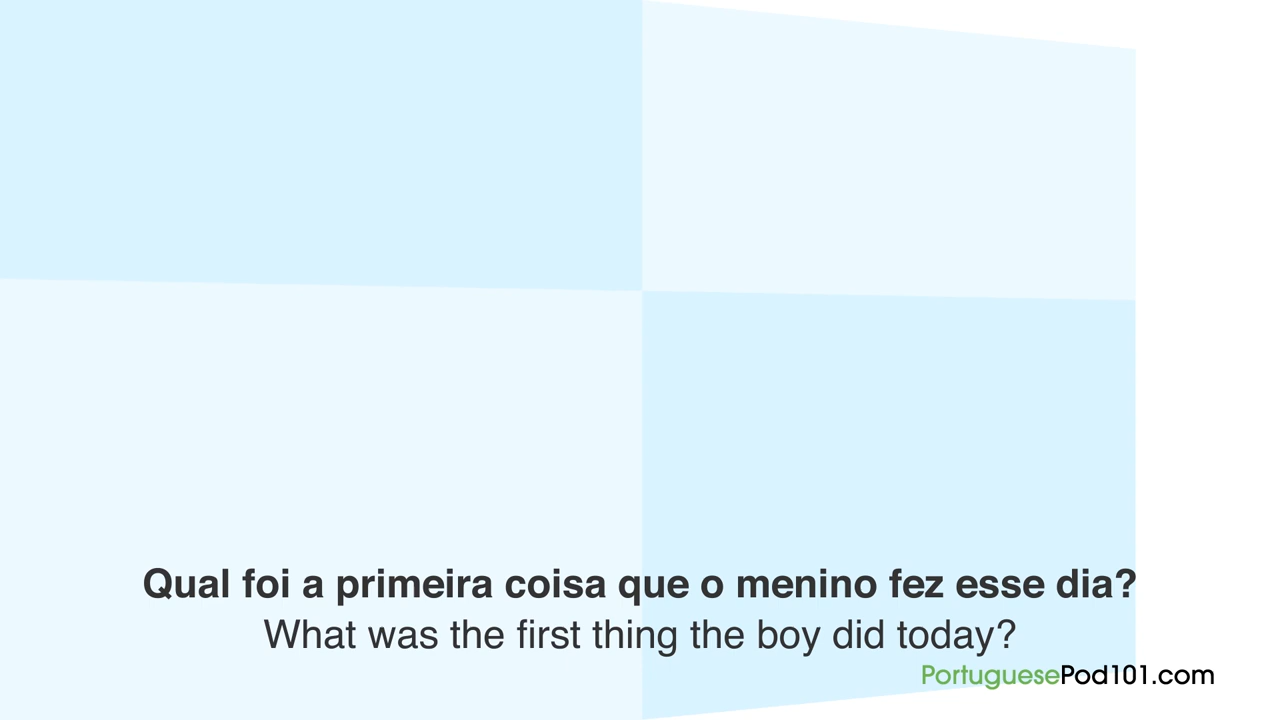 Qual foi a primeira coisa que o menino fez esse dia?
What was the first thing the boy did today?
PortuguesePod101.com